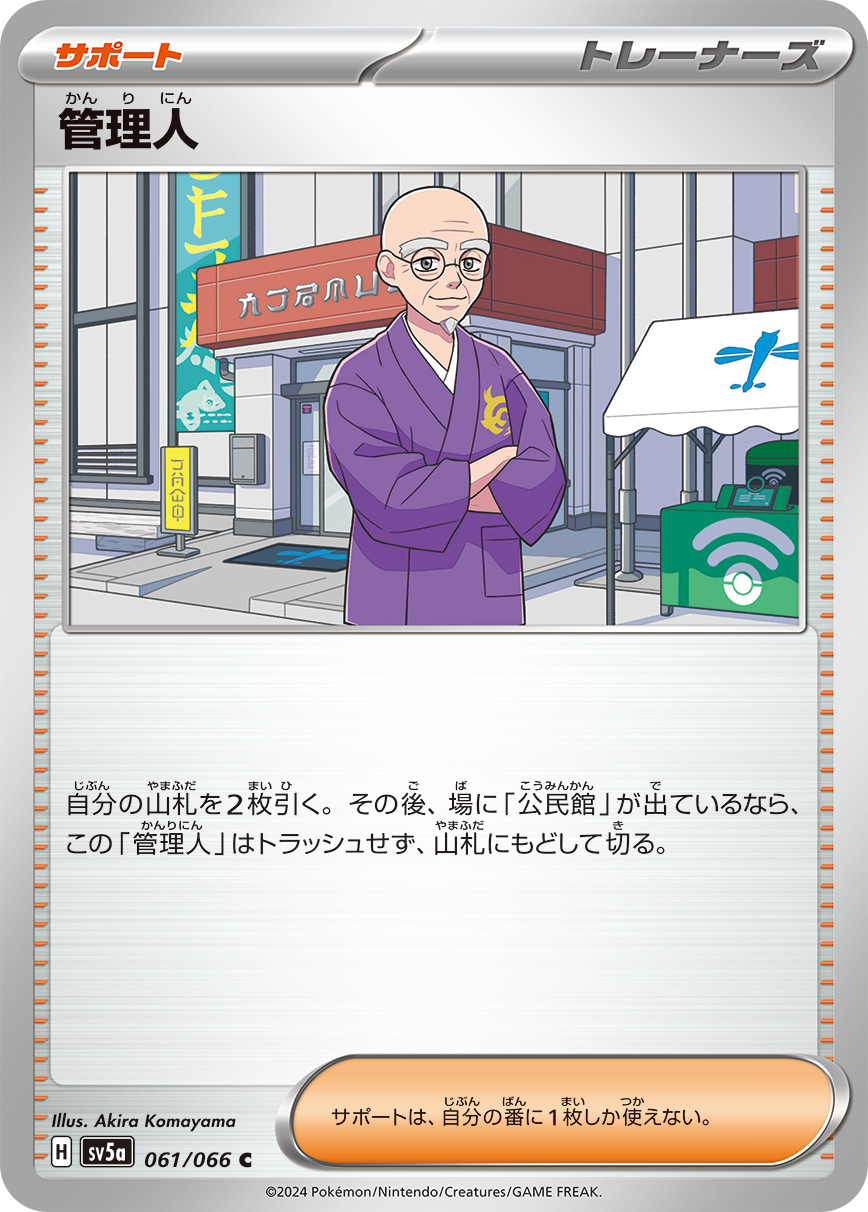 サポート
トレーナーズ
かんりにん
管理人
じぶん やまふだ まい ひ ご ば こうみんかん で
自分の山札を2枚引く。その後、場に「公民館」が出ているなら、
かんりにん やまふだ き
この「管理人」はトラッシュせず、山札にもどして切る。
じぶん ばん まい つか
サポートは、自分の番に1枚しか使えない。
Illus. Akira Komayama
H sv5a 061/066 C
©2024 Pokémon/Nintendo/Creatures/GAME FREAK.